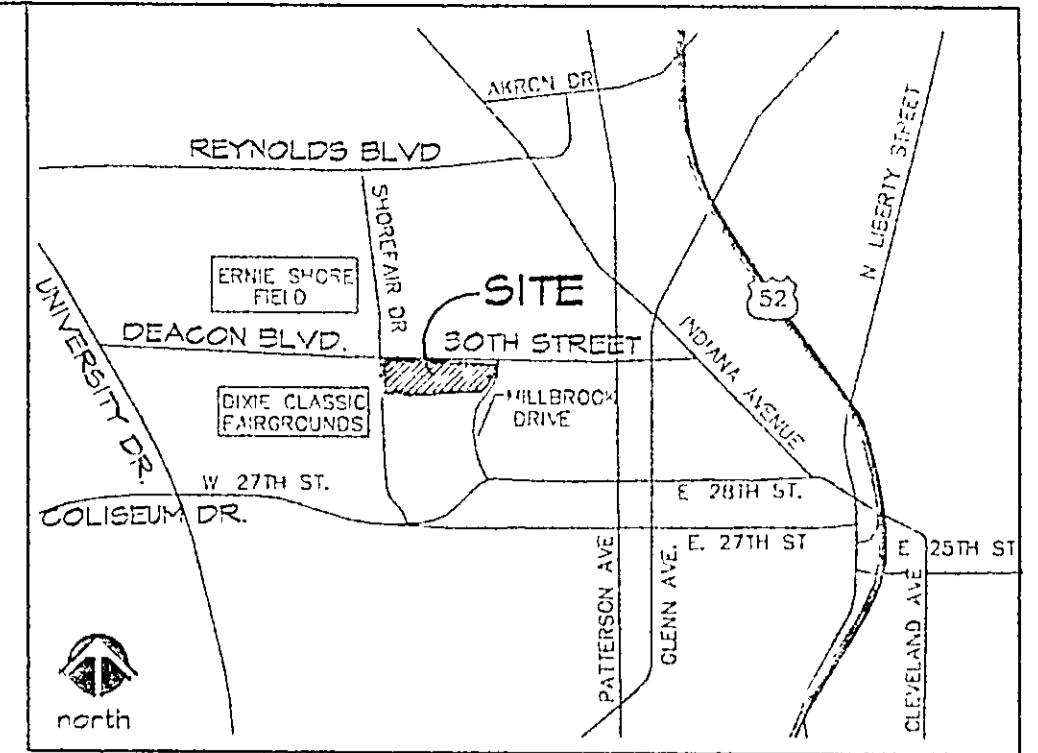 AKRON DR
REYNOLDS BLVD
N LIBERTY STREET
SHOREFAIR DR
ERNIE SHORE
FIELD
SITE
52
UNIVERSITY DR.
DEACON BLVD.
30TH STREET
INDIANA AVENUE
DIXIE CLASSIC
FAIRGROUNDS
MILLBROOK
DRIVE
W 27TH ST.
E 28TH ST.
COLISEUM DR.
E. 27TH ST
E 25TH ST
PATTERSON AVE
GLENN AVE.
CLEVELAND AVE
north